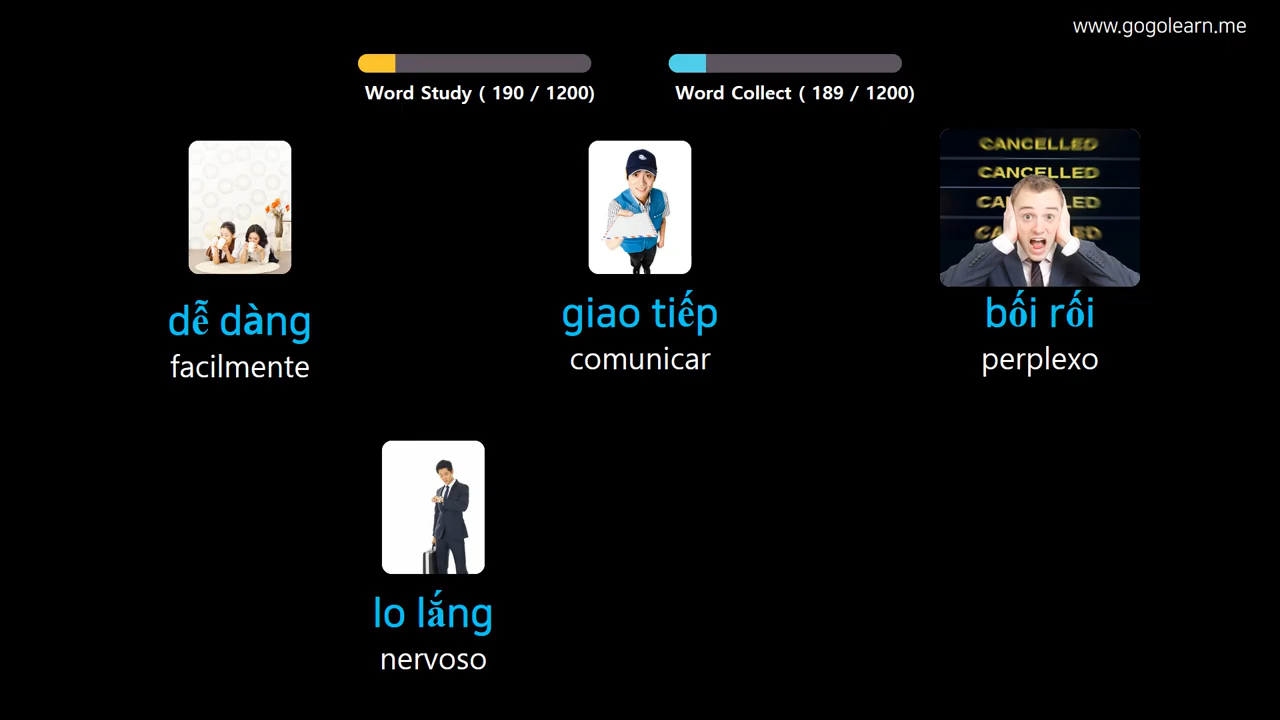 www.gogolearn.me
Word Study ( 190 / 1200)
Word Collect ( 189 / 1200)
CANCELLED
CANCELLED
dễ dàng
facilmente
giao tiếp
comunicar
bối rối
perplexo
lo lắng
nervoso